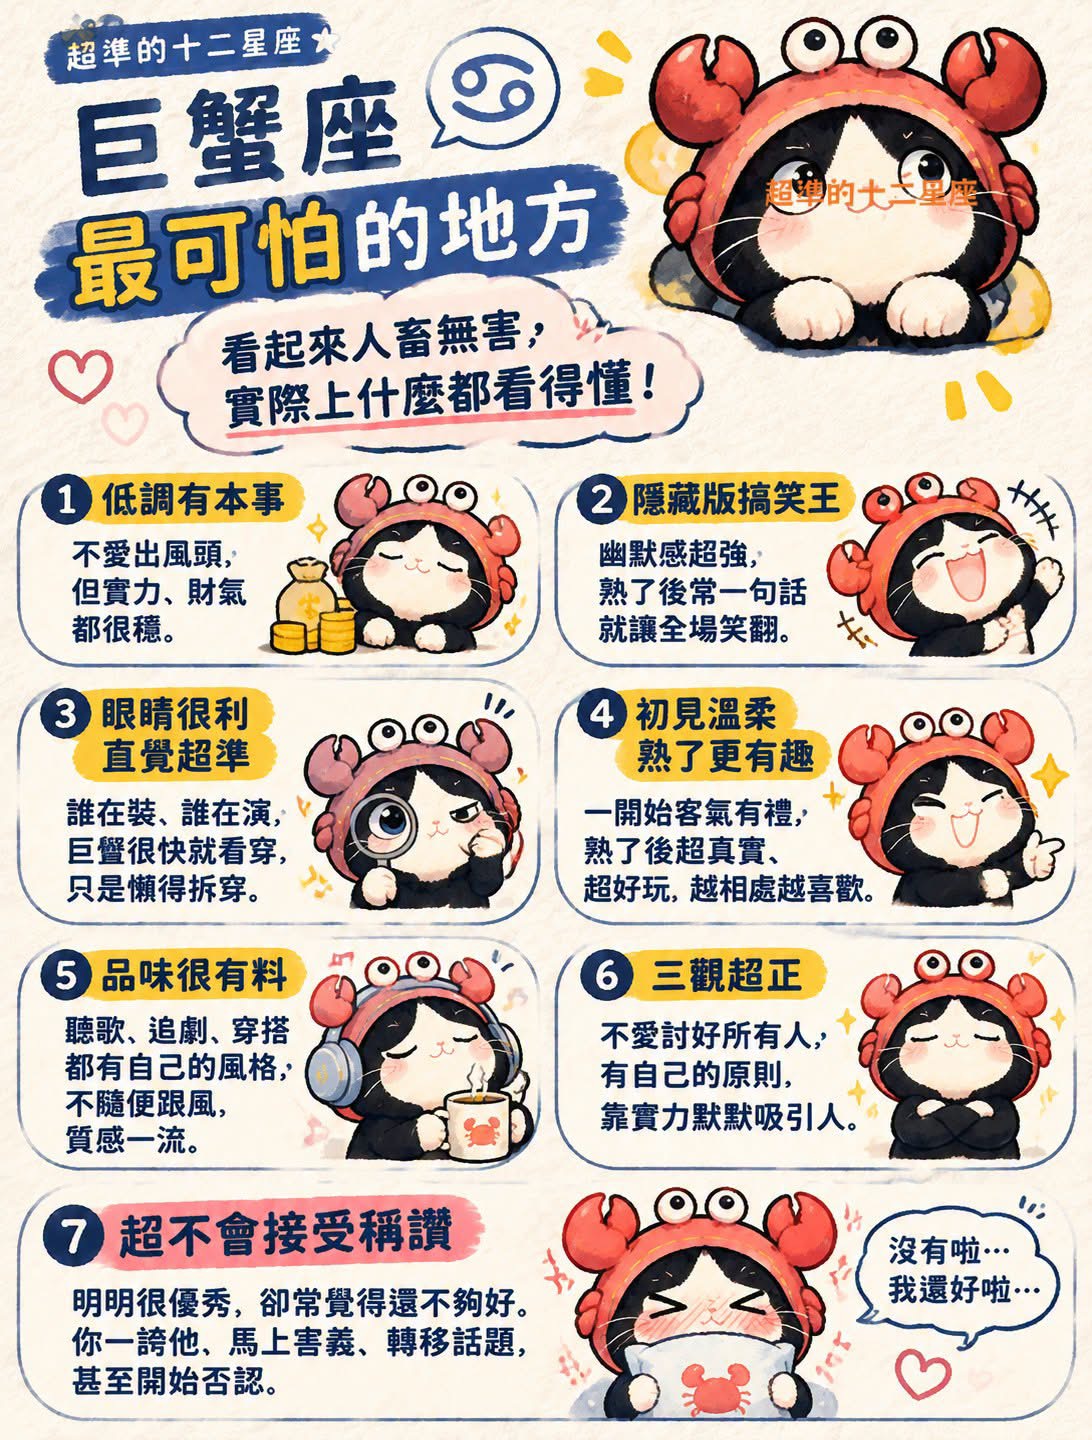 超準的十二星座
巨蟹座
最可怕的地方
超準的十二星座
看起來人畜無害，
實際上什麼都看得懂！
1 低調有本事
不愛出風頭，
但實力、財氣
都很穩。
2 隱藏版搞笑王
幽默感超強，
熟了後常一句話
就讓全場笑翻。
3 眼睛很利
直覺超準
誰在裝、誰在演，
巨蟹很快就看穿，
只是懶得拆穿。
4 初見溫柔
熟了更有趣
一開始客氣有禮，
熟了後超真實、
超好玩，越相處越喜歡。
5 品味很有料
聽歌、追劇、穿搭
都有自己的風格，
不隨便跟風，
質感一流。
6 三觀超正
不愛討好所有人，
有自己的原則，
靠實力默默吸引人。
7 超不會接受稱讚
明明很優秀，卻常覺得還不夠好。
你一誇他、馬上害義、轉移話題，
甚至開始否認。
沒有啦…
我還好啦…